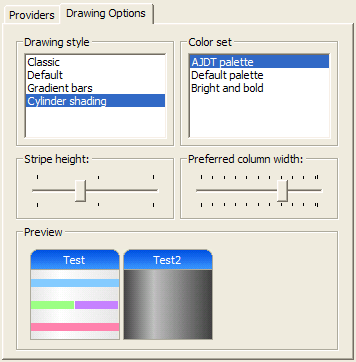 Providers
Drawing Options
Drawing style
Classic
Default
Gradient bars
Cylinder shading
Color set
AJDT palette
Default palette
Bright and bold
Stripe height:
Preferred column width:
Preview
Test
Test2